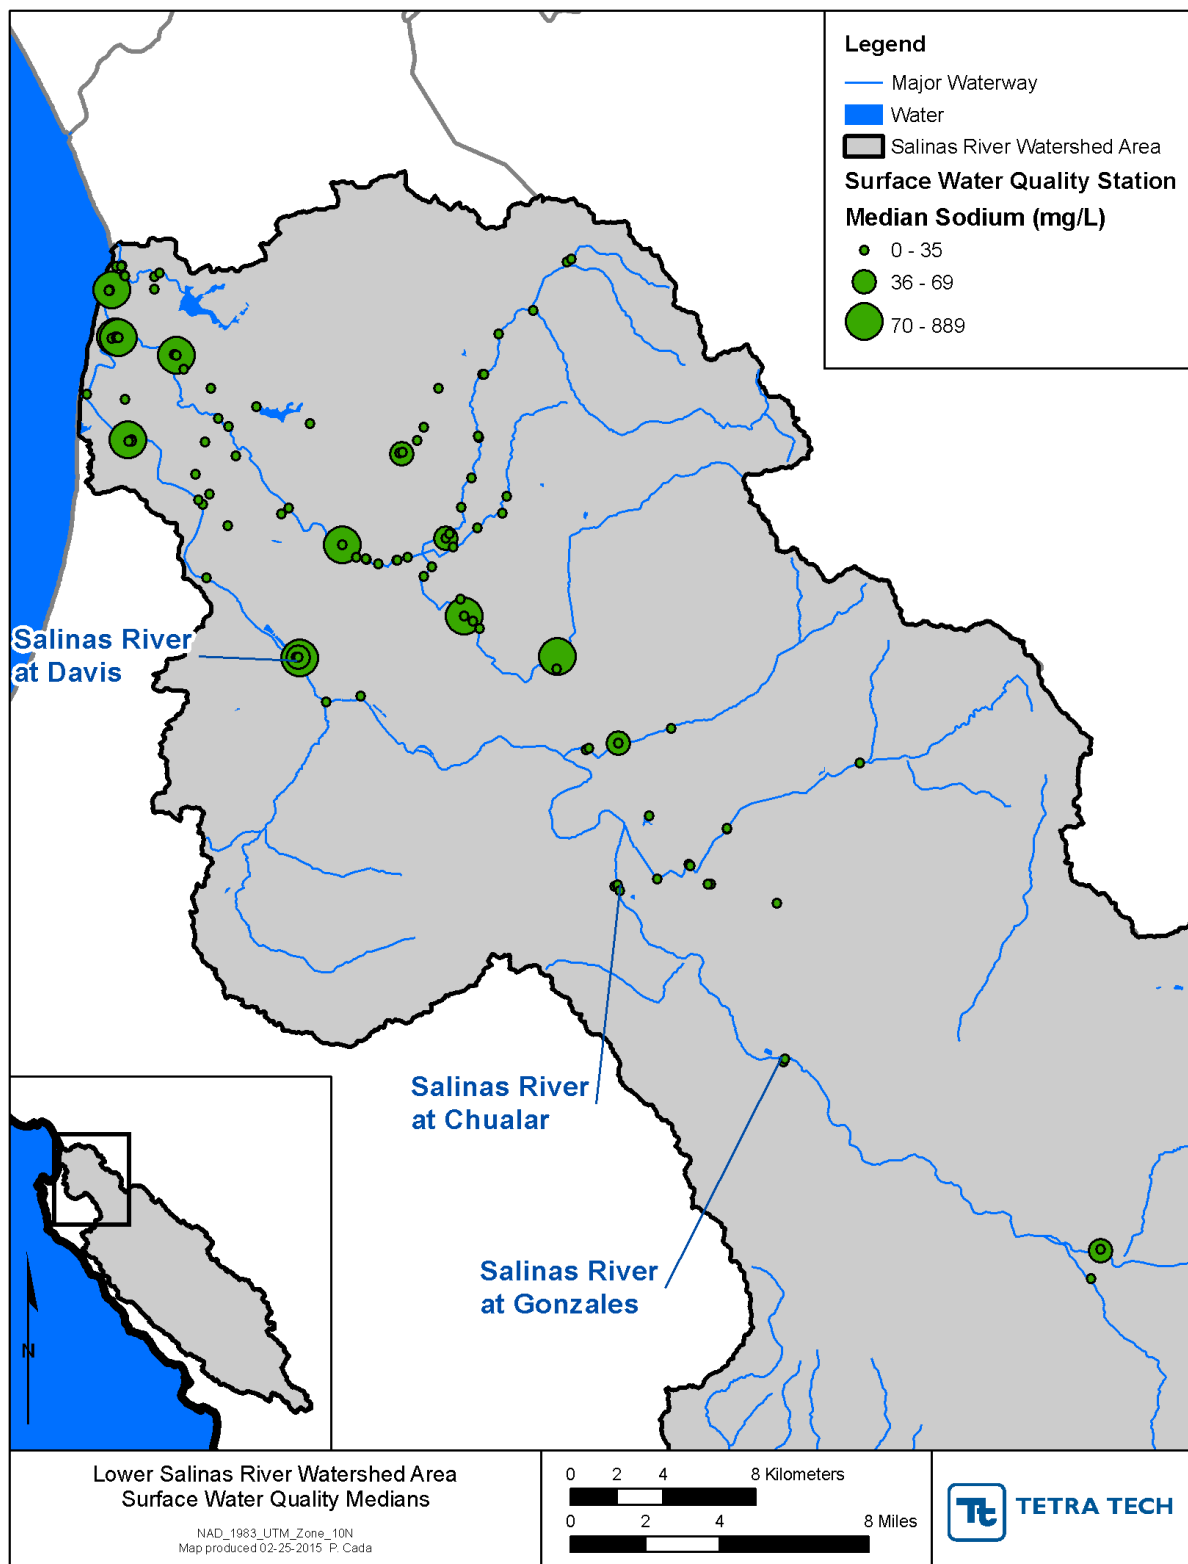 Legend
Major Waterway
Water
Salinas River Watershed Area
Surface Water Quality Station
Median Sodium (mg/L)
0 - 35
36 - 69
70 - 889
Salinas River
at Davis
Salinas River
at Chualar
Salinas River
at Gonzales
N
Lower Salinas River Watershed Area
Surface Water Quality Medians
NAD_1983_UTM_Zone_10N
Map produced 02-25-2015 P. Cada
0 2 4 8 Kilometers
0 2 4 8 Miles
Tt TETRA TECH